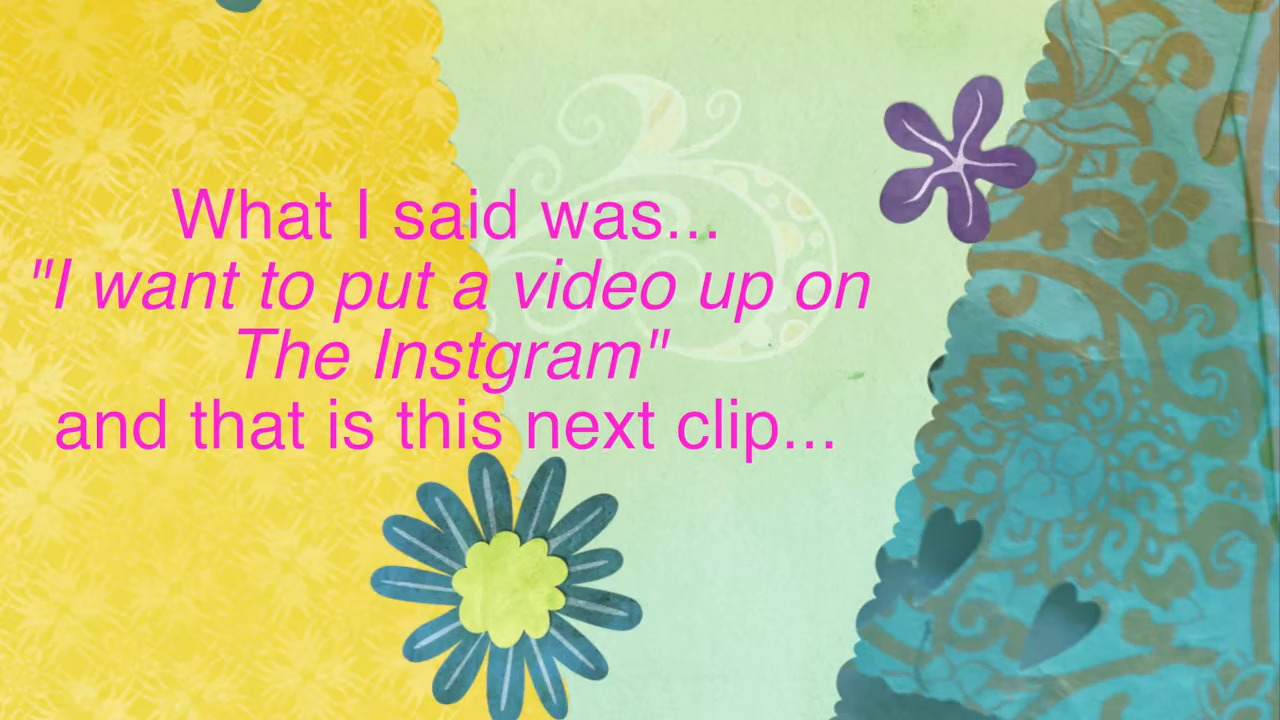 What I said was...
"I want to put a video up on
The Instgram"
and that is this next clip...